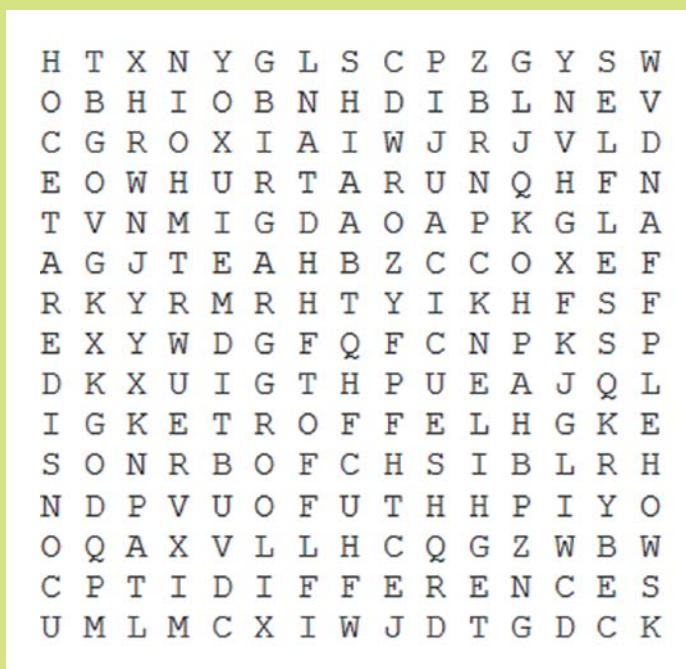 H T X N Y G L S C P Z G Y S W
O B H I O B N H D I B L N E V
C G R O X I A I W J R J V L D
E O W H U R T A R U N Q H F N
T V N M I G D A O A P K G L A
A G J T E A H B Z C C O X E F
R K Y R M R H T Y I K H F S F
E X Y W D G F Q F C N P K S P
D K X U I G T H P U E A J Q L
I G K E T R O F F E L H G K E
S O N R B O F C H S I B L R H
N D P V U O F U T H H P I Y O
O Q A X V L L H C Q G Z W B W
C P T I D I F F E R E N C E S
U M L M C X I W J D T G D C K